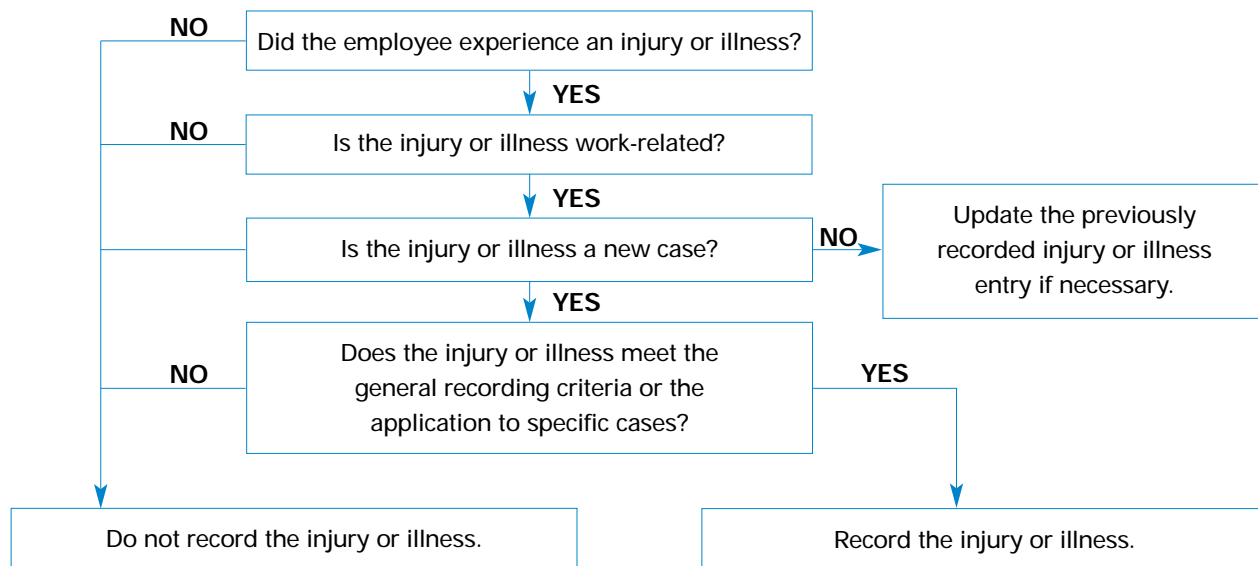 NO
Did the employee experience an injury or illness?
YES
NO
Is the injury or illness work-related?
YES
Is the injury or illness a new case?
NO
Update the previously
recorded injury or illness
entry if necessary.
YES
NO
Does the injury or illness meet the
general recording criteria or the
application to specific cases?
YES
Do not record the injury or illness.
Record the injury or illness.